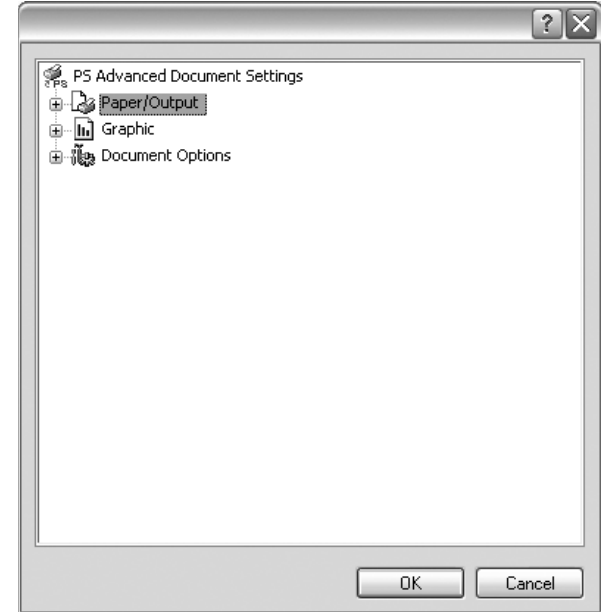 PS Advanced Document Settings
Paper/Output
Graphic
Document Options
OK Cancel